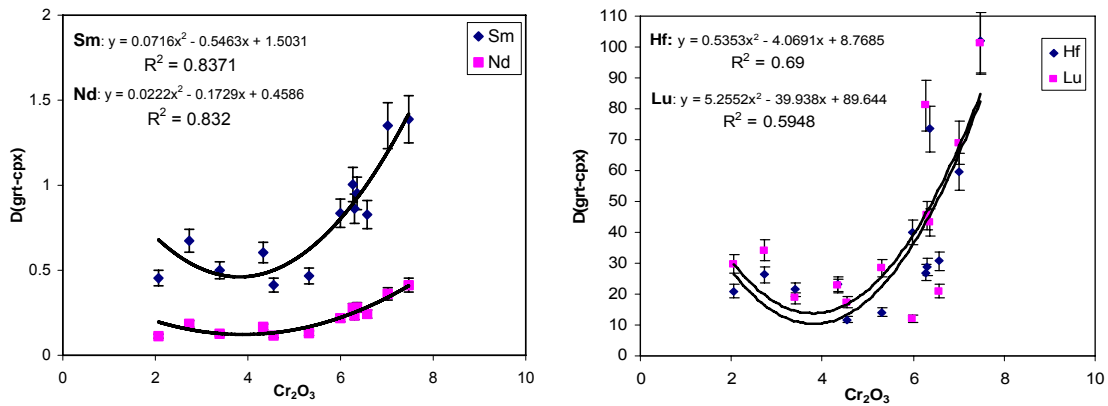 2
1.5
1
0.5
0
D(grt-cpx)
Sm: y = 0.0716x² - 0.5463x + 1.5031
R² = 0.8371
Nd: y = 0.0222x² - 0.1729x + 0.4586
R² = 0.832
Sm
Nd
0 2 4 6 8 10
Cr₂O₃
110
100
90
80
70
60
50
40
30
20
10
0
D(grt-cpx)
Hf: y = 0.5353x² - 4.0691x + 8.7685
R² = 0.69
Lu: y = 5.2552x² - 39.938x + 89.644
R² = 0.5948
Hf
Lu
0 2 4 6 8 10
Cr₂O₃